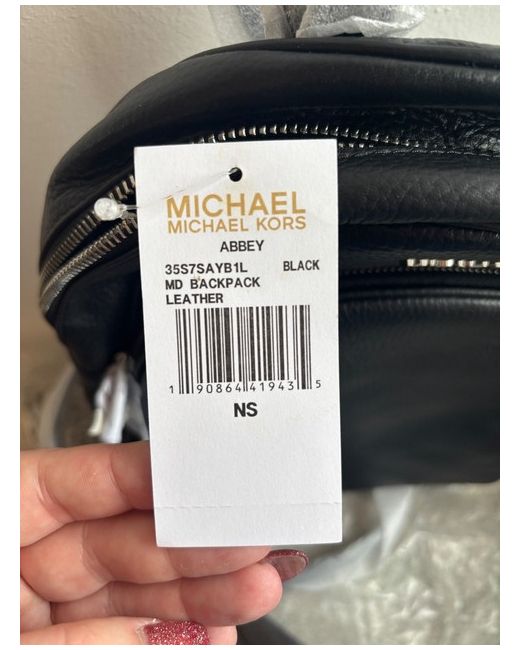 MICHAEL
MICHAEL KORS
ABBEY
35S7SAYB1L BLACK
MD BACKPACK
LEATHER
1 90864 41943 5
NS